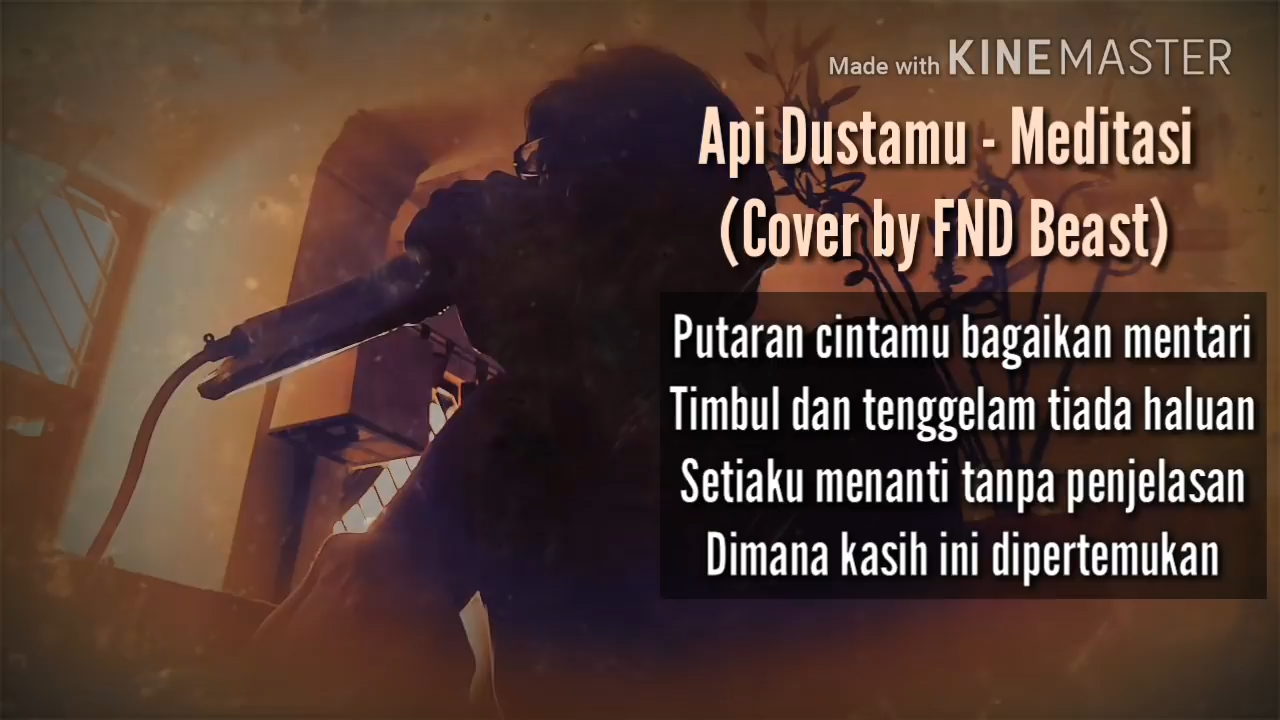 Made with KINEMASTER
Api Dustamu - Meditasi
(Cover by FND Beast)
Putaran cintamu bagaikan mentari
Timbul dan tenggelam tiada haluan
Setiaku menanti tanpa penjelasan
Dimana kasih ini dipertemukan